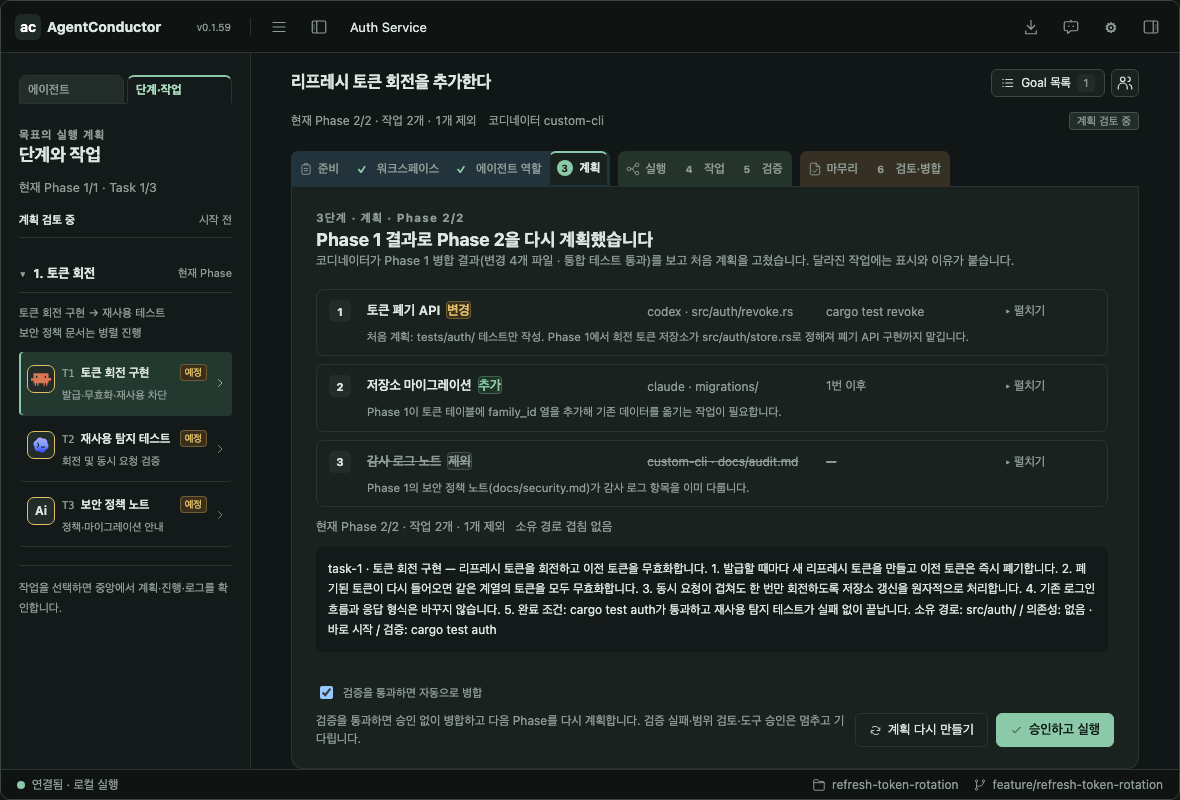 ac AgentConductor v0.1.59 Auth Service
에이전트 단계·작업
목표의 실행 계획
단계와 작업
현재 Phase 1/1 · Task 1/3
계획 검토 중 시작 전
1. 토큰 회전 현재 Phase
토큰 회전 구현 → 재사용 테스트
보안 정책 문서는 병렬 진행
T1 토큰 회전 구현 예정
발급·무효화·재사용 차단
T2 재사용 탐지 테스트 예정
회전 및 동시 요청 검증
Ai T3 보안 정책 노트 예정
정책·마이그레이션 안내
작업을 선택하면 중앙에서 계획·진행·로그를 확
인합니다.
리프레시 토큰 회전을 추가한다
Goal 목록 1
현재 Phase 2/2 · 작업 2개 · 1개 제외 코디네이터 custom-cli
계획 검토 중
준비 워크스페이스 에이전트 역할 3 계획 실행 4 작업 5 검증 마무리 6 검토·병합
3단계 · 계획 · Phase 2/2
Phase 1 결과로 Phase 2을 다시 계획했습니다
코디네이터가 Phase 1 병합 결과(변경 4개 파일 · 통합 테스트 통과)를 보고 처음 계획을 고쳤습니다. 달라진 작업에는 표시와 이유가 붙습니다.
1 토큰 폐기 API 변경 codex · src/auth/revoke.rs cargo test revoke 펼치기
처음 계획: tests/auth/ 테스트만 작성. Phase 1에서 회전 토큰 저장소가 src/auth/store.rs로 정해져 폐기 API 구현까지 맡깁니다.
2 저장소 마이그레이션 추가 claude · migrations/ 1번 이후 펼치기
Phase 1이 토큰 테이블에 family_id 열을 추가해 기존 데이터를 옮기는 작업이 필요합니다.
3 감사 로그 노트 제외 custom-cli · docs/audit.md — 펼치기
Phase 1의 보안 정책 노트(docs/security.md)가 감사 로그 항목을 이미 다룹니다.
현재 Phase 2/2 · 작업 2개 · 1개 제외 소유 경로 겹침 없음
task-1 · 토큰 회전 구현 — 리프레시 토큰을 회전하고 이전 토큰을 무효화합니다. 1. 발급할 때마다 새 리프레시 토큰을 만들고 이전 토큰은 즉시 폐기합니다. 2. 폐
기된 토큰이 다시 들어오면 같은 계열의 토큰을 모두 무효화합니다. 3. 동시 요청이 겹쳐도 한 번만 회전하도록 저장소 갱신을 원자적으로 처리합니다. 4. 기존 로그인
흐름과 응답 형식은 바꾸지 않습니다. 5. 완료 조건: cargo test auth가 통과하고 재사용 탐지 테스트가 실패 없이 끝납니다. 소유 경로: src/auth/ / 의존성: 없음 ·
바로 시작 / 검증: cargo test auth
검증을 통과하면 자동으로 병합
검증을 통과하면 승인 없이 병합하고 다음 Phase를 다시 계획합니다. 검증 실패·범위 검토·도구 승인은 멈추고 기
다립니다.
계획 다시 만들기 승인하고 실행
연결됨 · 로컬 실행 refresh-token-rotation feature/refresh-token-rotation